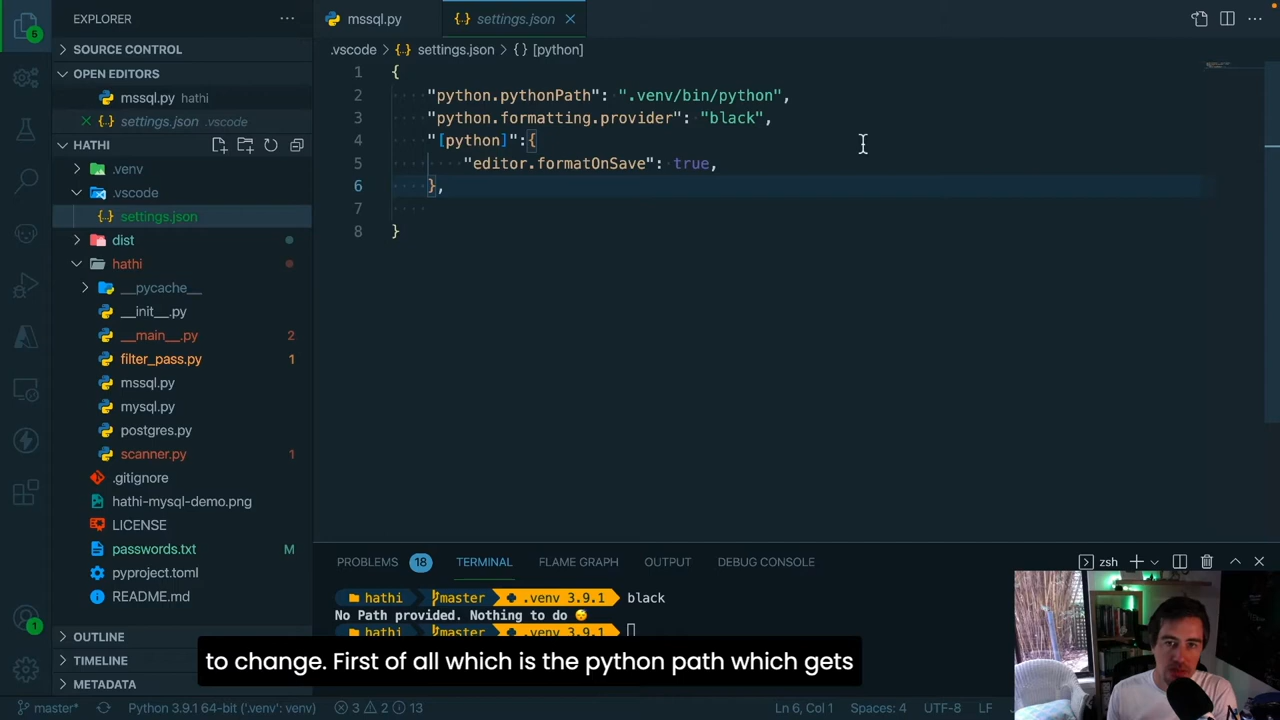 EXPLORER
SOURCE CONTROL
OPEN EDITORS
mssql.py hathi
settings.json .vscode
HATHI
.venv
.vscode
settings.json
dist
hathi
__pycache__
__init__.py
__main__.py 2
filter_pass.py 1
mssql.py
mysql.py
postgres.py
scanner.py 1
.gitignore
hathi-mysql-demo.png
LICENSE
passwords.txt M
pyproject.toml
README.md
OUTLINE
TIMELINE
METADATA
5
1
mssql.py settings.json
.vscode > settings.json > {} [python]
1 {
2 "python.pythonPath": ".venv/bin/python",
3 "python.formatting.provider": "black",
4 "[python]":{
5 "editor.formatOnSave": true,
6 },
7
8 }
PROBLEMS 18 TERMINAL FLAME GRAPH OUTPUT DEBUG CONSOLE zsh
hathi master .venv 3.9.1 black
No Path provided. Nothing to do 😴
hathi master .venv 3.9.1
to change. First of all which is the python path which gets
master* Python 3.9.1 64-bit ('.venv': venv) 3 2 13 Ln 6, Col 1 Spaces: 4 UTF-8 LF